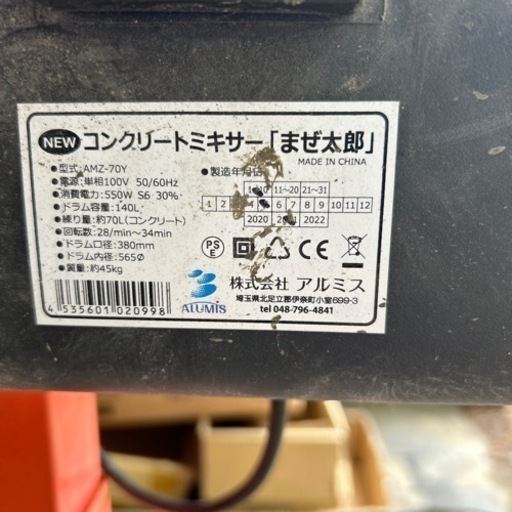 NEW コンクリートミキサー「まぜ太郎」
MADE IN CHINA
●型式:AMZ-70Y
●電源:単相100V 50/60Hz
●消費電力:550W S6 30%
●ドラム容量:140L
●練り量:約70L(コンクリート)
●回転数:28/min〜34min
●ドラム口径:380mm
●ドラム内径:565Φ
●質量:約45kg
4 535601 020998
●製造年月日
11〜20 21〜31
1 2 5 6 7 8 9 10 11 12
2020 2021 2022
PSE CE
ALUMIS
株式会社 アルミス
埼玉県北足立郡伊奈町小室699-3
tel 048-796-4841